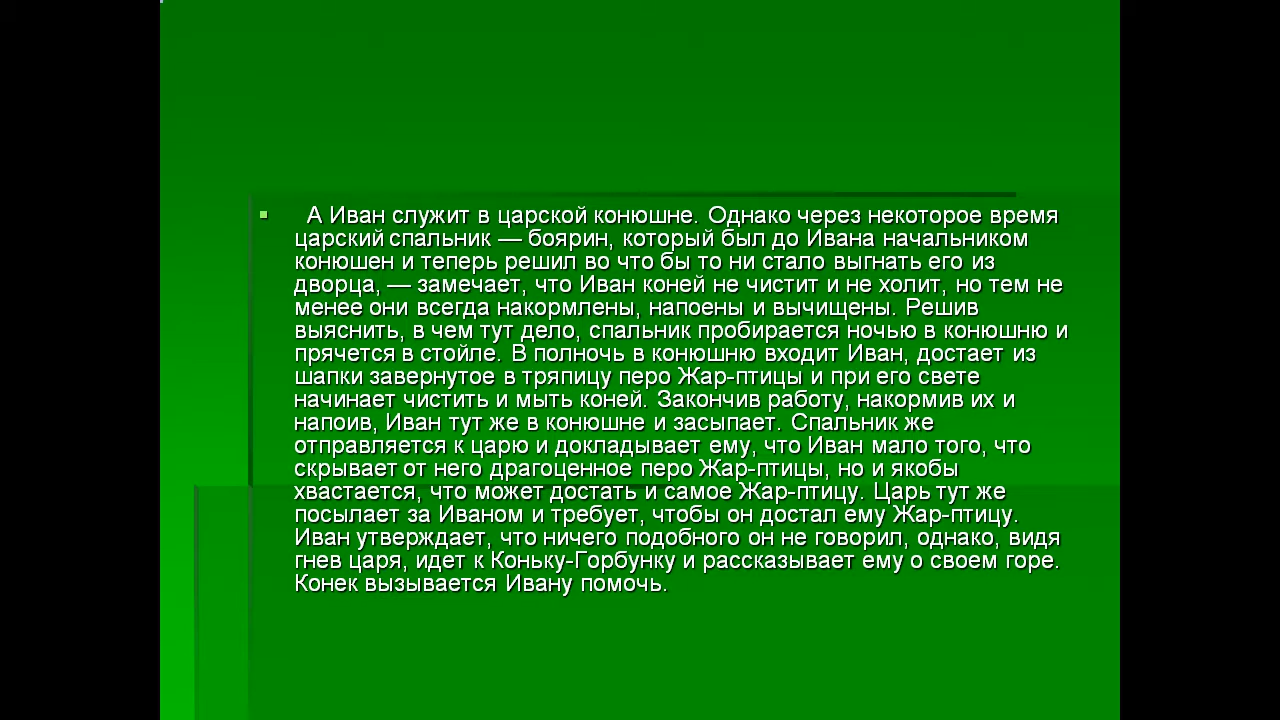 А Иван служит в царской конюшне. Однако через некоторое время
царский спальник — боярин, который был до Ивана начальником
конюшен и теперь решил во что бы то ни стало выгнать его из
дворца, — замечает, что Иван коней не чистит и не холит, но тем не
менее они всегда накормлены, напоены и вычищены. Решив
выяснить, в чем тут дело, спальник пробирается ночью в конюшню и
прячется в стойле. В полночь в конюшню входит Иван, достает из
шапки завернутое в тряпицу перо Жар-птицы и при его свете
начинает чистить и мыть коней. Закончив работу, накормив их и
напоив, Иван тут же в конюшне и засыпает. Спальник же
отправляется к царю и докладывает ему, что Иван мало того, что
скрывает от него драгоценное перо Жар-птицы, но и якобы
хвастается, что может достать и самое Жар-птицу. Царь тут же
посылает за Иваном и требует, чтобы он достал ему Жар-птицу.
Иван утверждает, что ничего подобного он не говорил, однако, видя
гнев царя, идет к Коньку-Горбунку и рассказывает ему о своем горе.
Конек вызывается Ивану помочь.